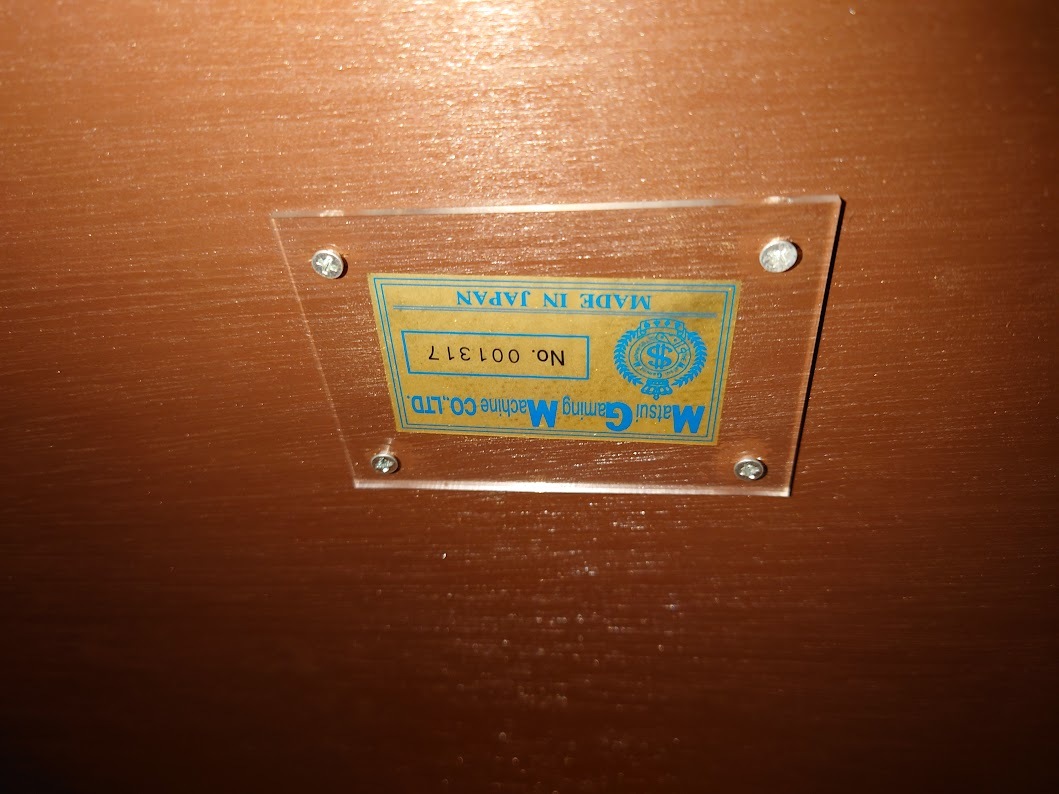 Matsui Gaming Machine CO.,LTD.
$
No. 001317
MADE IN JAPAN